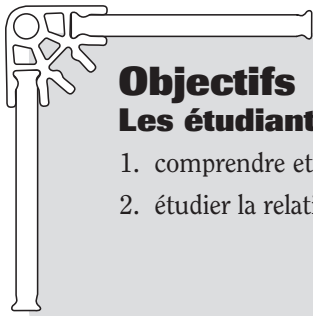 Objectifs
Les étudiant
1. comprendre et
2. étudier la relati